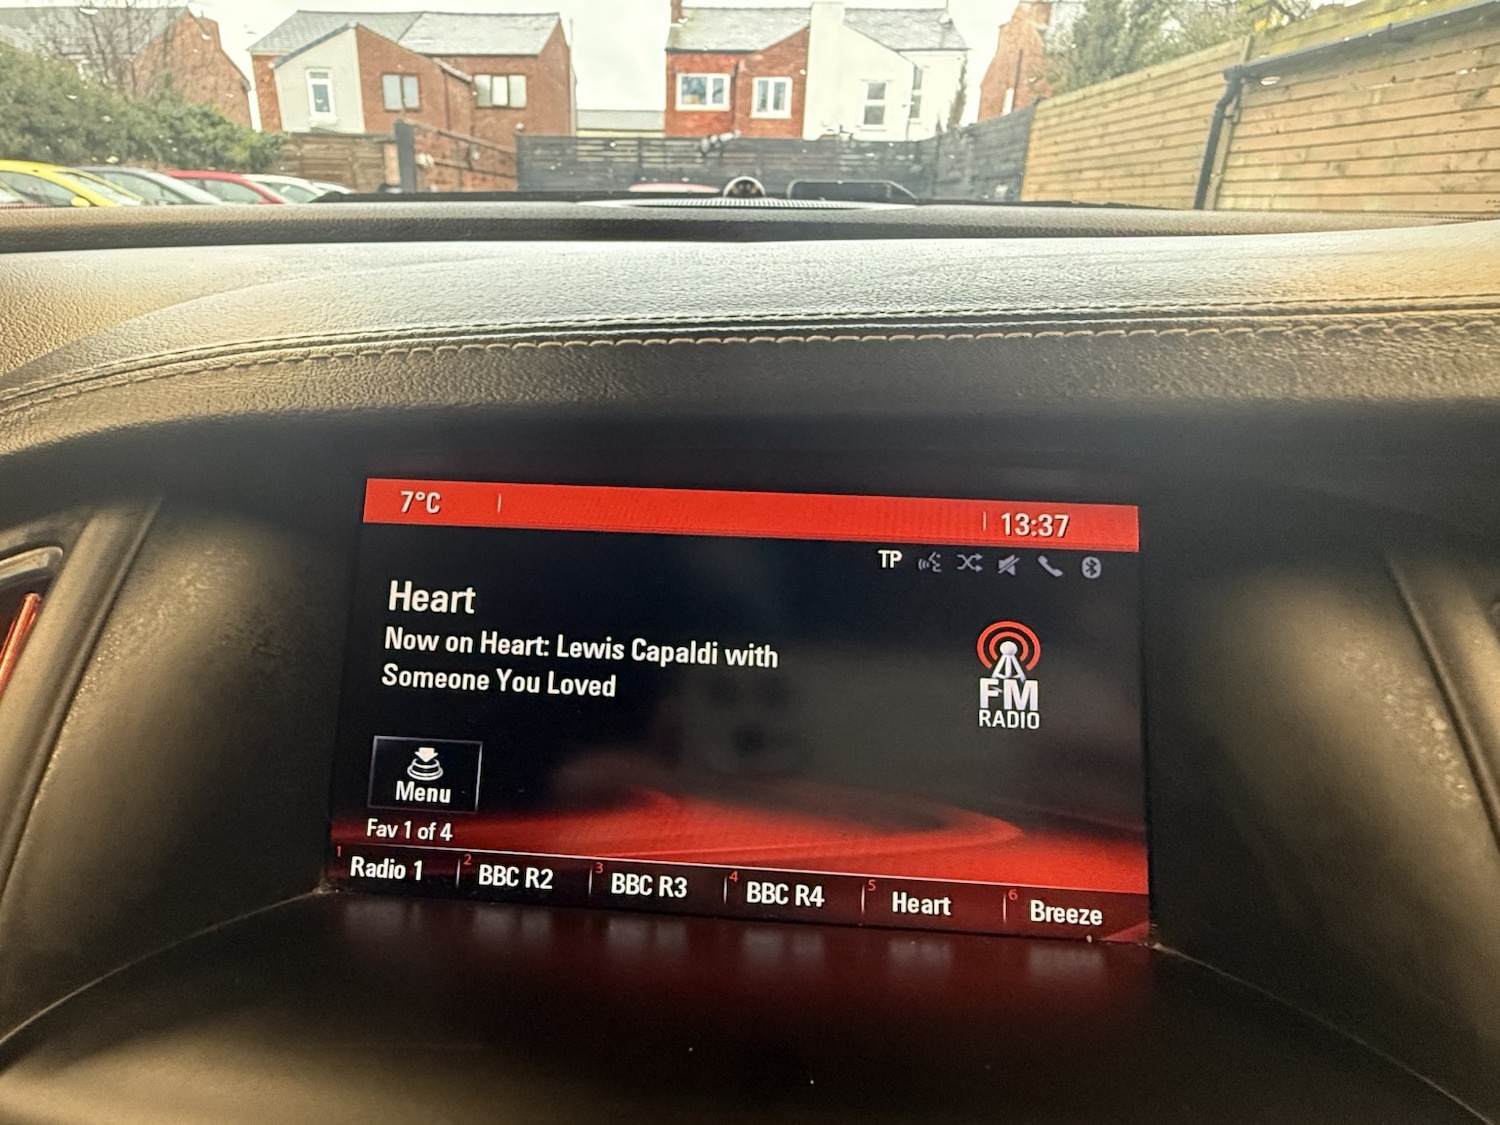 7°C
13:37
TP
Heart
Now on Heart: Lewis Capaldi with
Someone You Loved
FM
RADIO
Menu
Fav 1 of 4
1 Radio 1
2 BBC R2
3 BBC R3
4 BBC R4
5 Heart
6 Breeze